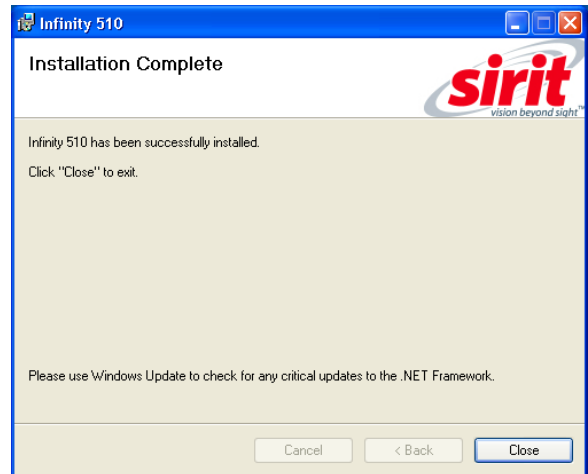 Infinity 510
Installation Complete
sirit
vision beyond sight™
Infinity 510 has been successfully installed.
Click "Close" to exit.
Please use Windows Update to check for any critical updates to the .NET Framework.
Cancel
< Back
Close